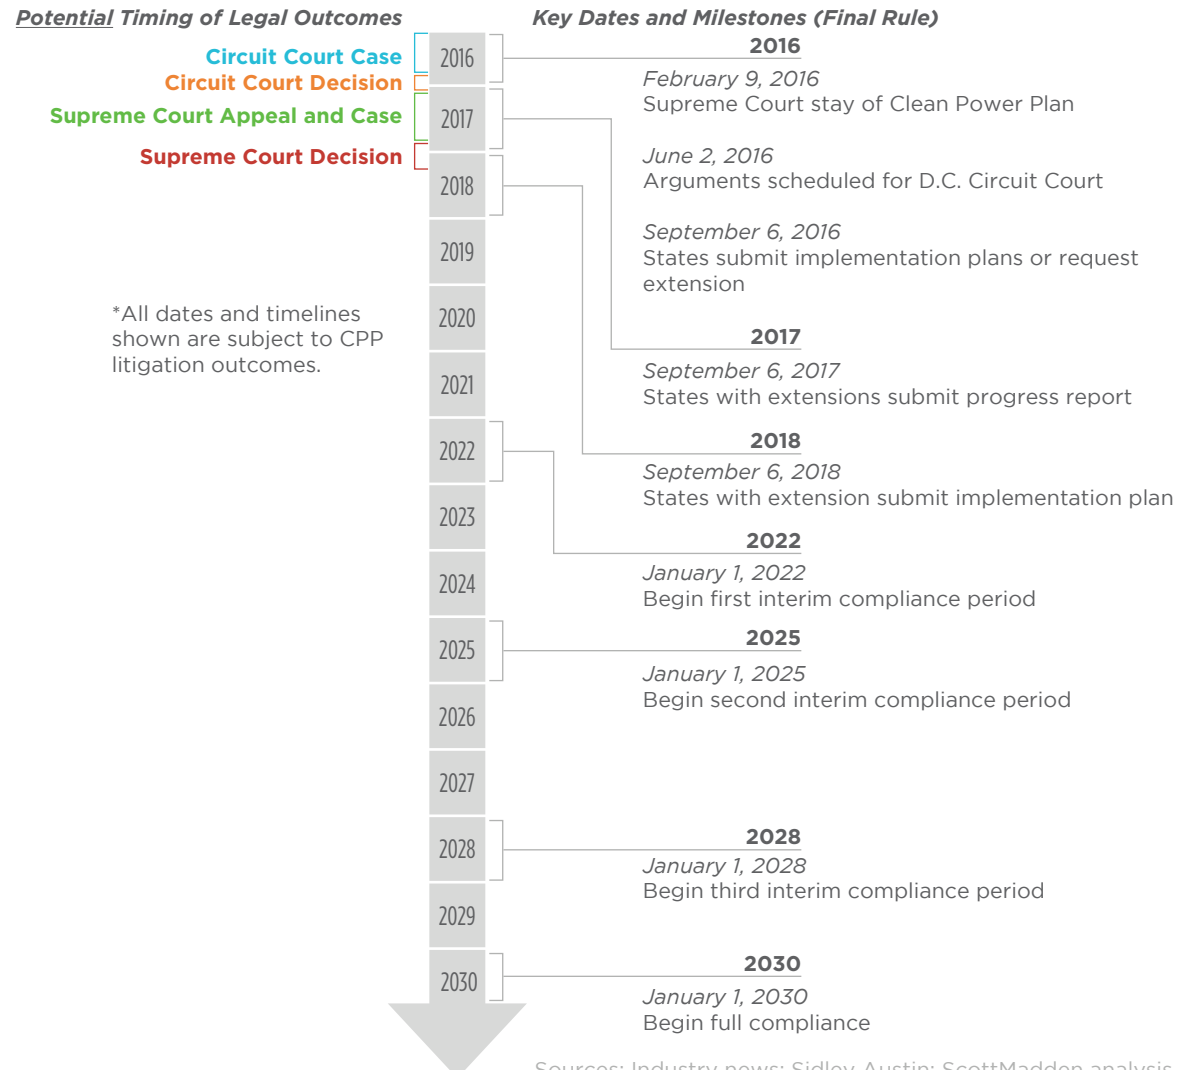 Potential Timing of Legal Outcomes
Key Dates and Milestones (Final Rule)
Circuit Court Case
Circuit Court Decision
Supreme Court Appeal and Case
Supreme Court Decision
*All dates and timelines
shown are subject to CPP
litigation outcomes.
2016
2017
2018
2019
2020
2021
2022
2023
2024
2025
2026
2027
2028
2029
2030
2016
February 9, 2016
Supreme Court stay of Clean Power Plan
June 2, 2016
Arguments scheduled for D.C. Circuit Court
September 6, 2016
States submit implementation plans or request
extension
2017
September 6, 2017
States with extensions submit progress report
2018
September 6, 2018
States with extension submit implementation plan
2022
January 1, 2022
Begin first interim compliance period
2025
January 1, 2025
Begin second interim compliance period
2028
January 1, 2028
Begin third interim compliance period
2030
January 1, 2030
Begin full compliance
Sources: Industry news; Sidley Austin; ScottMadden analysis